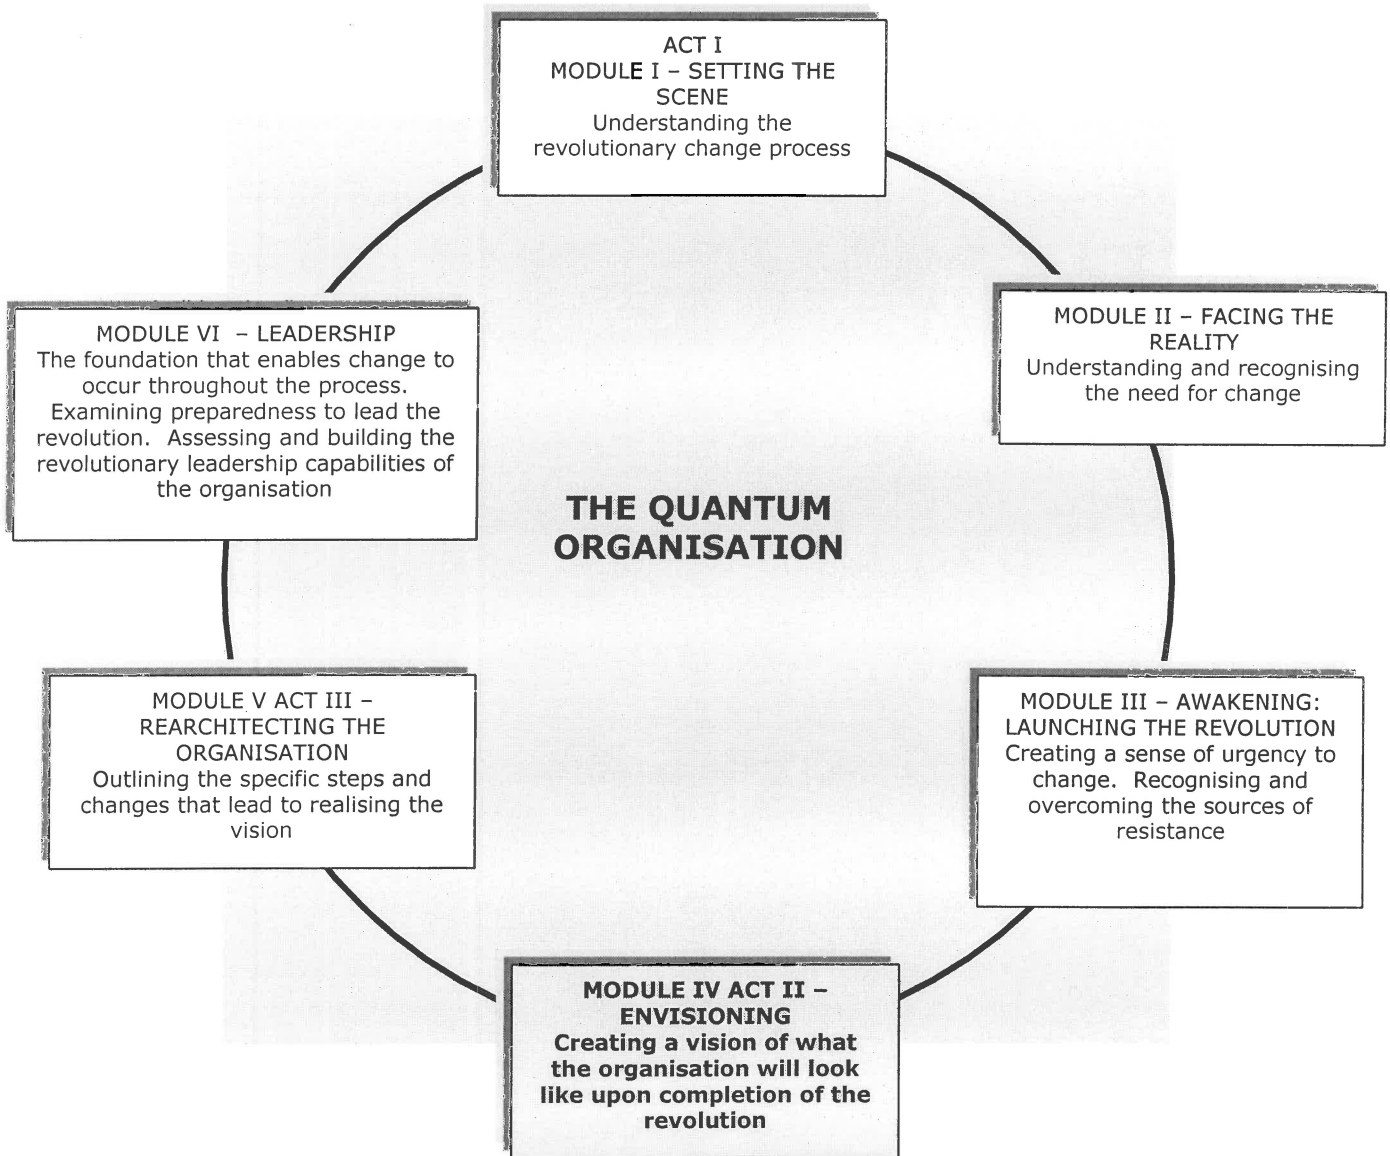 ACT I
MODULE I – SETTING THE
SCENE
Understanding the
revolutionary change process
MODULE II – FACING THE
REALITY
Understanding and recognising
the need for change
MODULE III – AWAKENING:
LAUNCHING THE REVOLUTION
Creating a sense of urgency to
change.  Recognising and
overcoming the sources of
resistance
MODULE IV ACT II –
ENVISIONING
Creating a vision of what
the organisation will look
like upon completion of the
revolution
MODULE V ACT III –
REARCHITECTING THE
ORGANISATION
Outlining the specific steps and
changes that lead to realising the
vision
MODULE VI  – LEADERSHIP
The foundation that enables change to
occur throughout the process.
Examining preparedness to lead the
revolution.  Assessing and building the
revolutionary leadership capabilities of
the organisation
THE QUANTUM
ORGANISATION